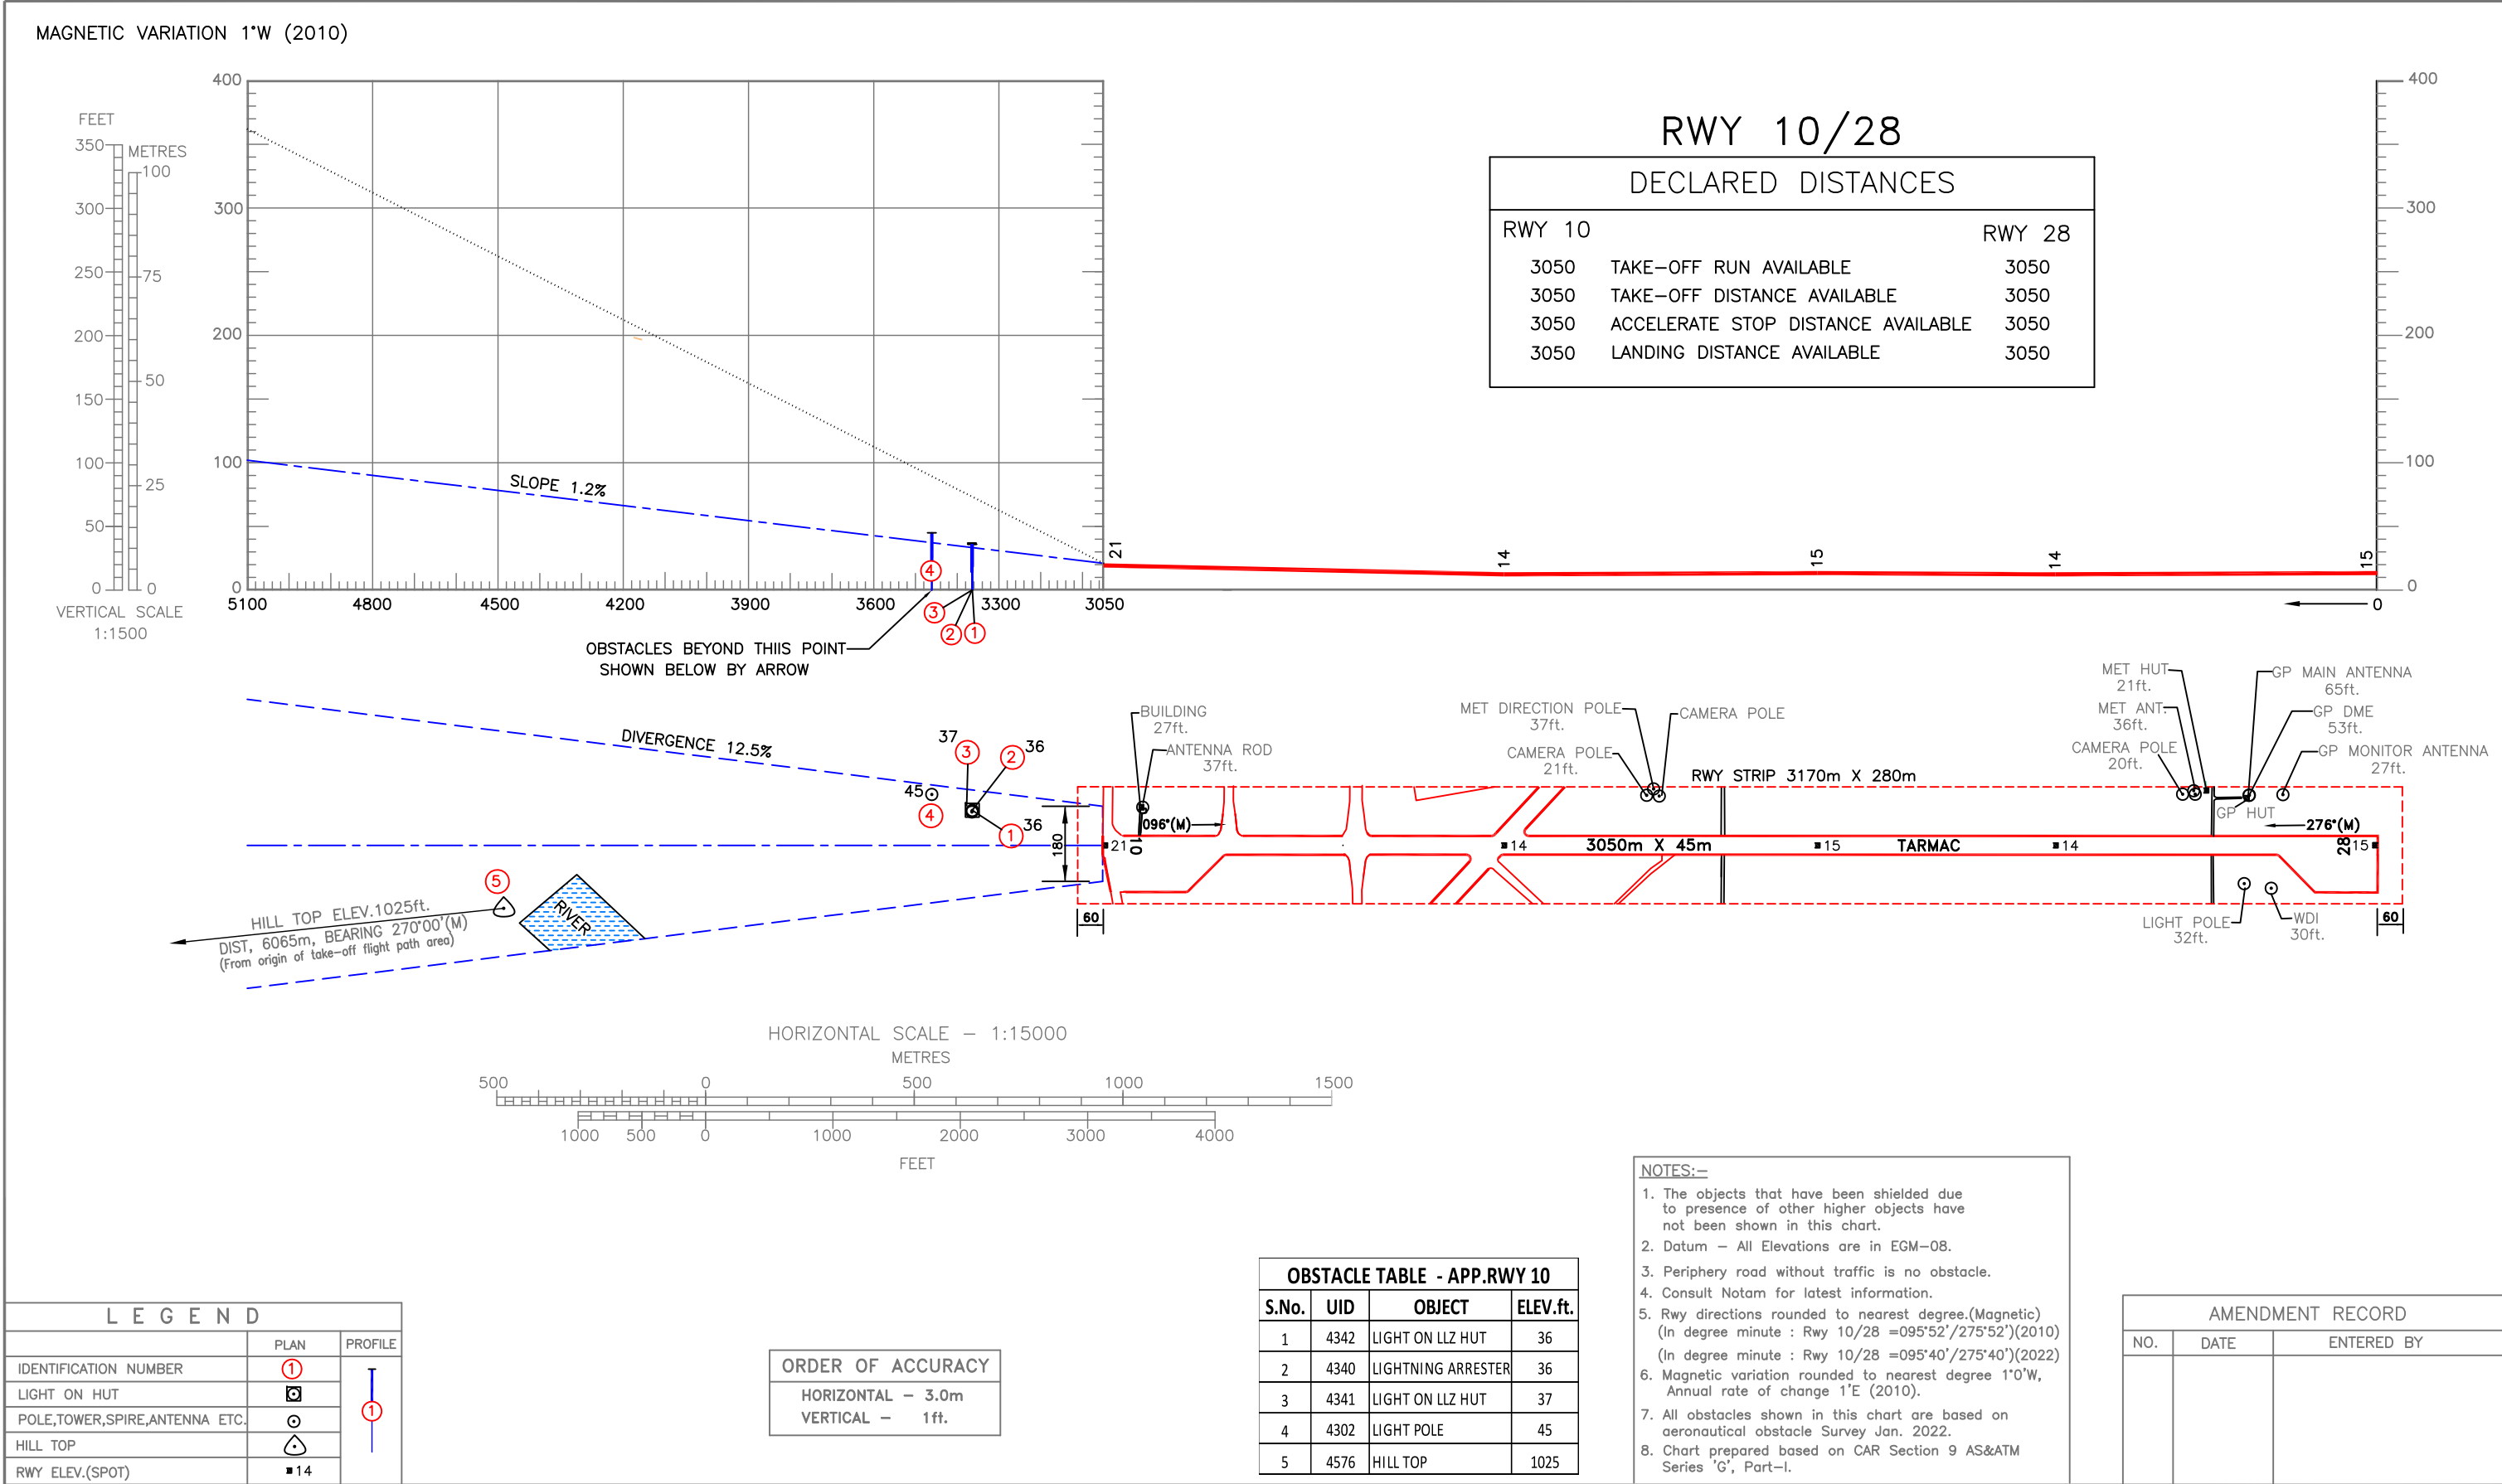 MAGNETIC VARIATION 1°W (2010)
FEET
METRES
350
300
250
200
150
100
50
0
100
75
50
25
0
VERTICAL SCALE
1:1500
400
300
200
100
0
5100 4800 4500 4200 3900 3600 3300 3050
SLOPE 1.2%
4
3
2
1
OBSTACLES BEYOND THIIS POINT
SHOWN BELOW BY ARROW
RWY 10/28
DECLARED DISTANCES
RWY 10 RWY 28
3050 TAKE-OFF RUN AVAILABLE 3050
3050 TAKE-OFF DISTANCE AVAILABLE 3050
3050 ACCELERATE STOP DISTANCE AVAILABLE 3050
3050 LANDING DISTANCE AVAILABLE 3050
400
300
200
100
0
21 14 15 14 15
0
DIVERGENCE 12.5%
37
3
2
36
45
4
1
36
180
60
5
HILL TOP ELEV.1025ft.
DIST, 6065m, BEARING 270°00'(M)
(From origin of take-off flight path area)
RIVER
BUILDING
27ft.
ANTENNA ROD
37ft.
096°(M)
21
10
MET DIRECTION POLE
37ft.
CAMERA POLE
CAMERA POLE
21ft.
RWY STRIP 3170m X 280m
14
3050m X 45m
15
TARMAC
14
MET HUT
21ft.
MET ANT.
36ft.
CAMERA POLE
20ft.
GP MAIN ANTENNA
65ft.
GP DME
53ft.
GP MONITOR ANTENNA
27ft.
GP HUT
276°(M)
28
15
LIGHT POLE
32ft.
WDI
30ft.
60
HORIZONTAL SCALE - 1:15000
METRES
500 0 500 1000 1500
1000 500 0 1000 2000 3000 4000
FEET
LEGEND
PLAN PROFILE
IDENTIFICATION NUMBER 1
LIGHT ON HUT
POLE,TOWER,SPIRE,ANTENNA ETC.
1
HILL TOP
RWY ELEV.(SPOT) 14
ORDER OF ACCURACY
HORIZONTAL - 3.0m
VERTICAL - 1ft.
OBSTACLE TABLE - APP.RWY 10
S.No. UID OBJECT ELEV.ft.
1 4342 LIGHT ON LLZ HUT 36
2 4340 LIGHTNING ARRESTER 36
3 4341 LIGHT ON LLZ HUT 37
4 4302 LIGHT POLE 45
5 4576 HILL TOP 1025
NOTES:-
1. The objects that have been shielded due
to presence of other higher objects have
not been shown in this chart.
2. Datum - All Elevations are in EGM-08.
3. Periphery road without traffic is no obstacle.
4. Consult Notam for latest information.
5. Rwy directions rounded to nearest degree.(Magnetic)
(In degree minute : Rwy 10/28 =095°52'/275°52')(2010)
(In degree minute : Rwy 10/28 =095°40'/275°40')(2022)
6. Magnetic variation rounded to nearest degree 1°0'W,
Annual rate of change 1'E (2010).
7. All obstacles shown in this chart are based on
aeronautical obstacle Survey Jan. 2022.
8. Chart prepared based on CAR Section 9 AS&ATM
Series 'G', Part-I.
AMENDMENT RECORD
NO. DATE ENTERED BY